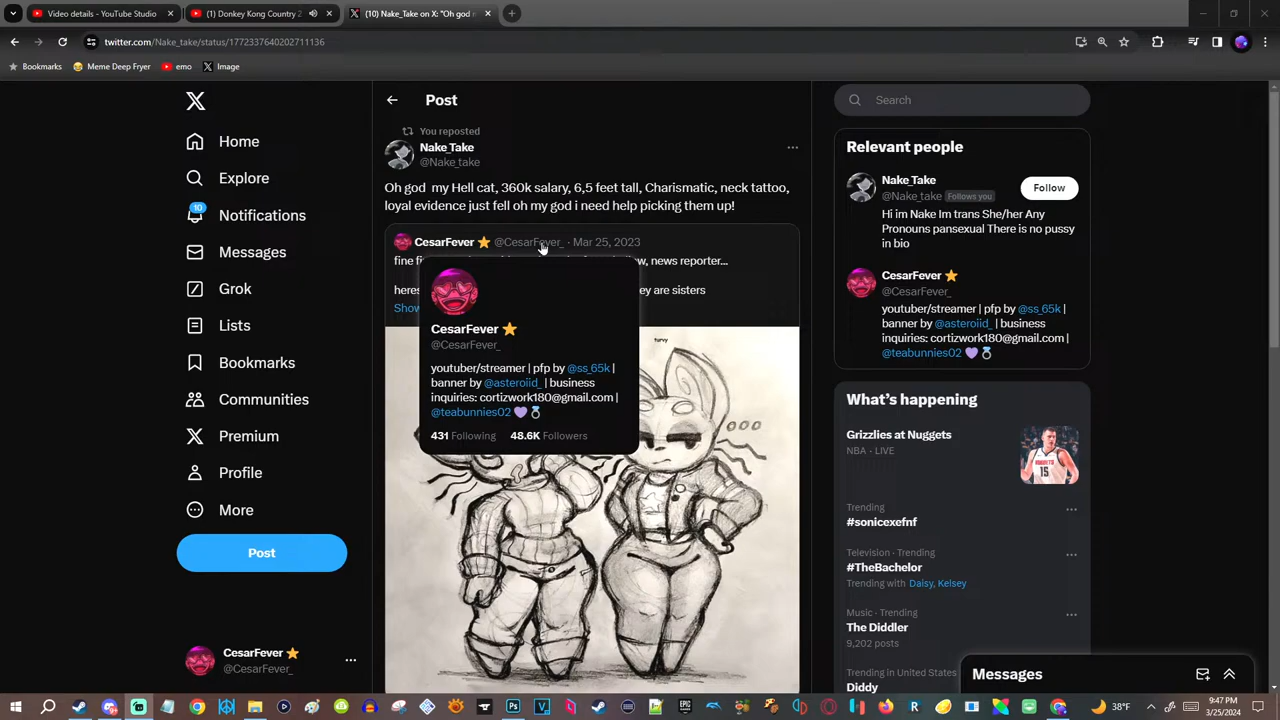 Video details - YouTube Studio
(1) Donkey Kong Country 2
(10) Nake_Take on X: "Oh god
twitter.com/Nake_take/status/1772337640202711136
Bookmarks
Meme Deep Fryer
emo
Image
Home
Explore
10
Notifications
Messages
Grok
Lists
Bookmarks
Communities
Premium
Profile
More
Post
CesarFever
@CesarFever_
Post
You reposted
Nake_Take
@Nake_take
Oh god my Hell cat, 360k salary, 6,5 feet tall, Charismatic, neck tattoo,
loyal evidence just fell oh my god i need help picking them up!
CesarFever @CesarFever_ · Mar 25, 2023
fine
news reporter...
heres
they are sisters
Show
CesarFever
@CesarFever_
youtuber/streamer | pfp by @ss_65k |
banner by @asteroiid_ | business
inquiries: cortizwork180@gmail.com |
@teabunnies02
431 Following 48.6K Followers
turvy
Search
Relevant people
Nake_Take
@Nake_take Follows you
Follow
Hi im Nake Im trans She/her Any
Pronouns pansexual There is no pussy
in bio
CesarFever
@CesarFever_
youtuber/streamer | pfp by @ss_65k |
banner by @asteroiid_ | business
inquiries: cortizwork180@gmail.com |
@teabunnies02
What's happening
Grizzlies at Nuggets
NBA · LIVE
Trending
#sonicexefnf
Television · Trending
#TheBachelor
Trending with Daisy, Kelsey
Music · Trending
The Diddler
9,202 posts
Trending in United States
Diddy
Messages
38°F
9:47 PM
3/25/2024